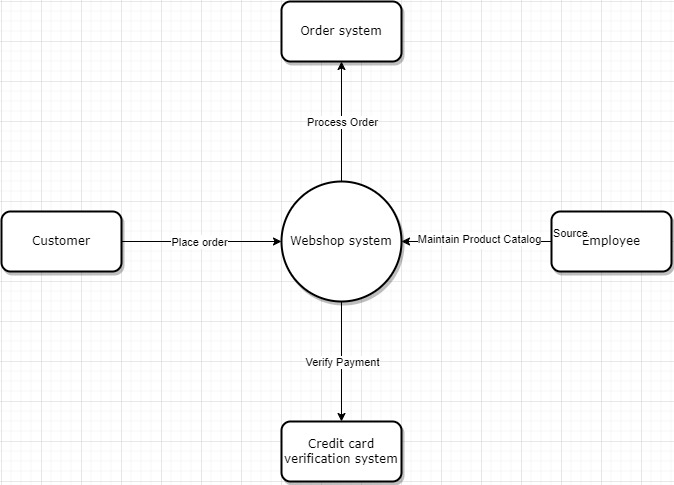 Order system
Process Order
Customer
Place order
Webshop system
Maintain Product Catalog
Source
Employee
Verify Payment
Credit card
verification system